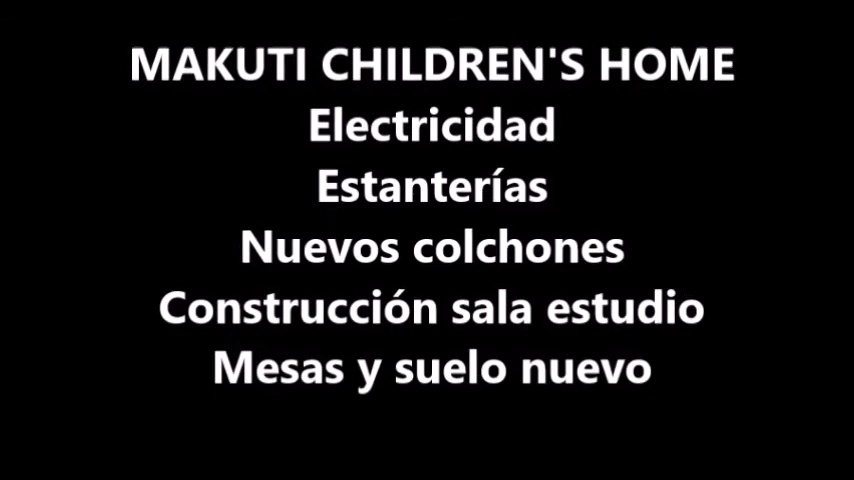 MAKUTI CHILDREN'S HOME
Electricidad
Estanterías
Nuevos colchones
Construcción sala estudio
Mesas y suelo nuevo